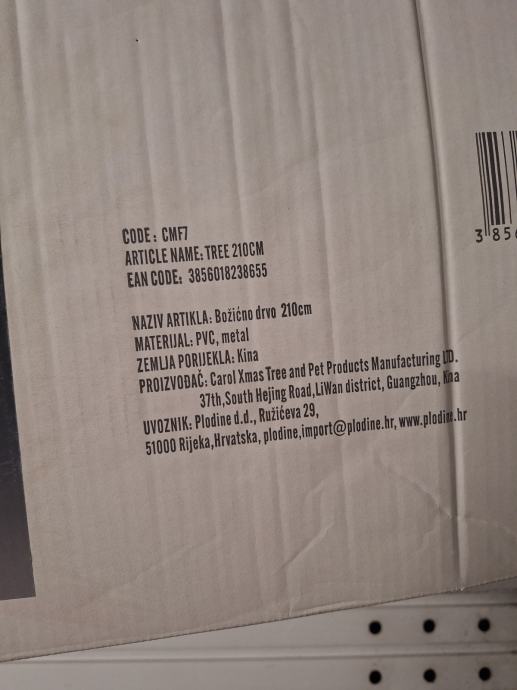 CODE: CMF7
ARTICLE NAME: TREE 210CM
EAN CODE: 3856018238655
NAZIV ARTIKLA: Božićno drvo 210cm
MATERIJAL: PVC, metal
ZEMLJA PORIJEKLA: Kina
PROIZVOĐAČ: Carol Xmas Tree and Pet Products Manufacturing LTD.
37th,South Hejing Road,LiWan district, Guangzhou, Kina
UVOZNIK: Plodine d.d., Ružićeva 29,
51000 Rijeka,Hrvatska, plodine,import@plodine.hr, www.plodine.hr
3 856